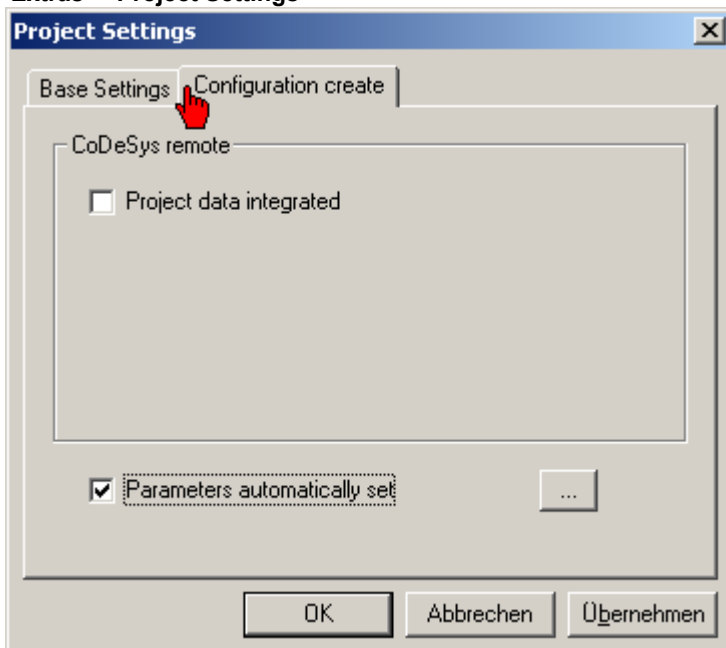 Project Settings
Base Settings
Configuration create
CoDeSys remote
Project data integrated
Parameters automatically set
...
OK
Abbrechen
Übernehmen